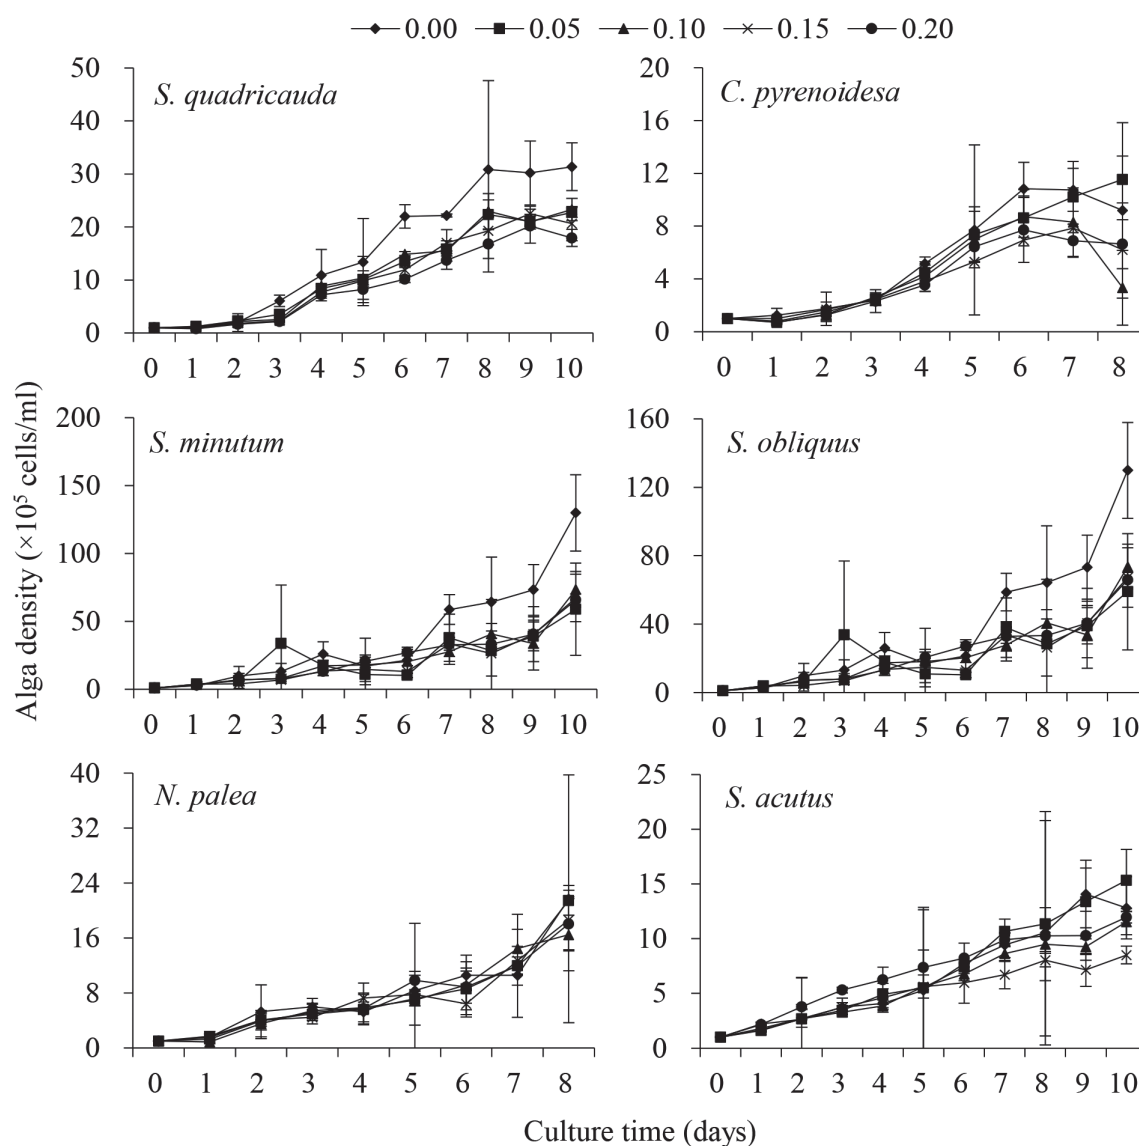 0.00 0.05 0.10 0.15 0.20
S. quadricauda
50
40
30
20
10
0
0 1 2 3 4 5 6 7 8 9 10
C. pyrenoidesa
20
16
12
8
4
0
0 1 2 3 4 5 6 7 8
Alga density (×10⁵ cells/ml)
S. minutum
200
150
100
50
0
0 1 2 3 4 5 6 7 8 9 10
S. obliquus
160
120
80
40
0
0 1 2 3 4 5 6 7 8 9 10
N. palea
40
32
24
16
8
0
0 1 2 3 4 5 6 7 8
S. acutus
25
20
15
10
5
0
0 1 2 3 4 5 6 7 8 9 10
Culture time (days)